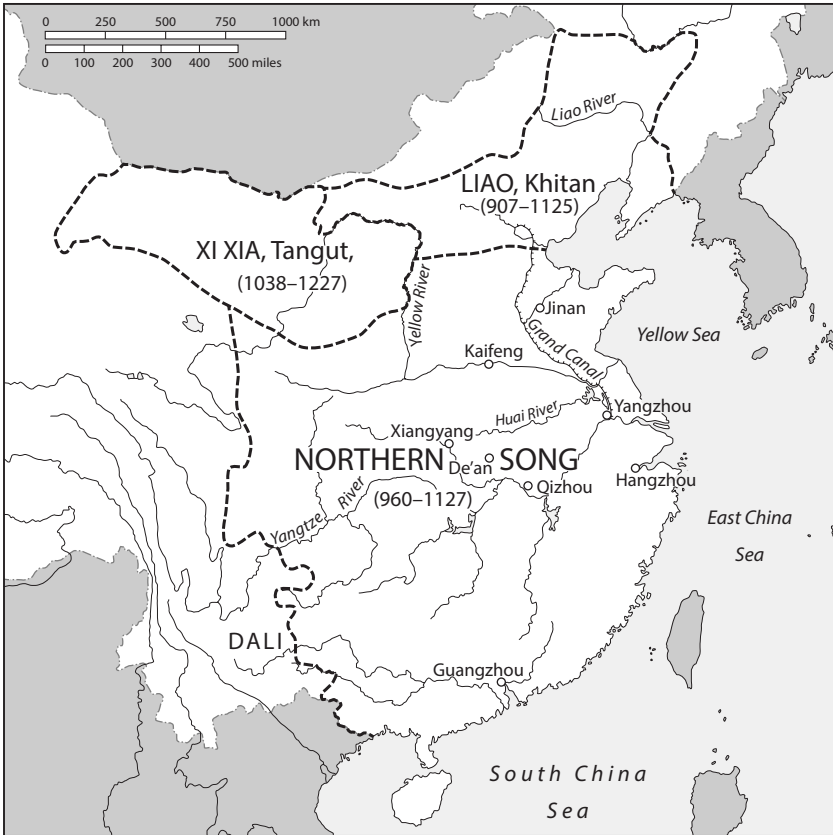 0 250 500 750 1000 km
0 100 200 300 400 500 miles
Liao River
LIAO, Khitan
(907–1125)
XI XIA, Tangut,
(1038–1227)
Yellow River
Jinan
Grand Canal
Yellow Sea
Kaifeng
Yangzhou
Huai River
Xiangyang
NORTHERN SONG
De'an
(960–1127)
Qizhou
Hangzhou
Yangtze River
East China
Sea
DALI
Guangzhou
South China
Sea